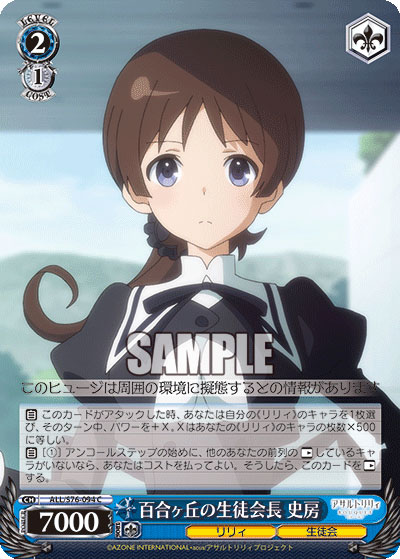 LEVEL
2
1
COST
SAMPLE
このヒュージは周囲の環境に擬態するとの情報があります
このカードがアタックした時、あなたは自分の《リリィ》のキャラを1枚選
び、そのターン中、パワーを+X。Xはあなたの《リリィ》のキャラの枚数×500
に等しい。
[①] アンコールステップの始めに、他のあなたの前列の しているキャ
ラがいないなら、あなたはコストを払ってよい。そうしたら、このカードを
する。
CH
ALL/S76-094 C
百合ヶ丘の生徒会長 史房
アサルトリリィ
7000
リリィ
生徒会
©AZONE INTERNATIONAL・acus/アサルトリリィプロジェクト